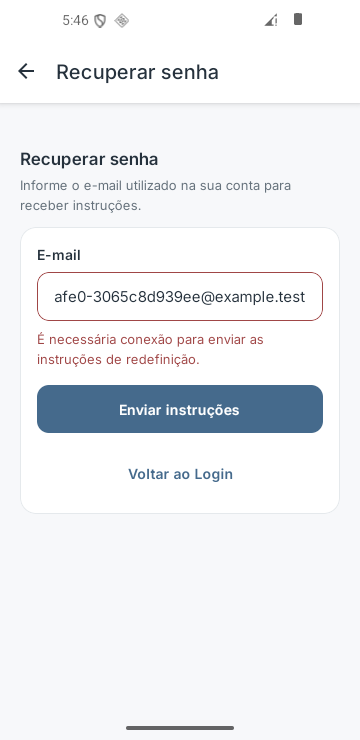 5:46
Recuperar senha
Recuperar senha
Informe o e-mail utilizado na sua conta para
receber instruções.
E-mail
afe0-3065c8d939ee@example.test
É necessária conexão para enviar as
instruções de redefinição.
Enviar instruções
Voltar ao Login